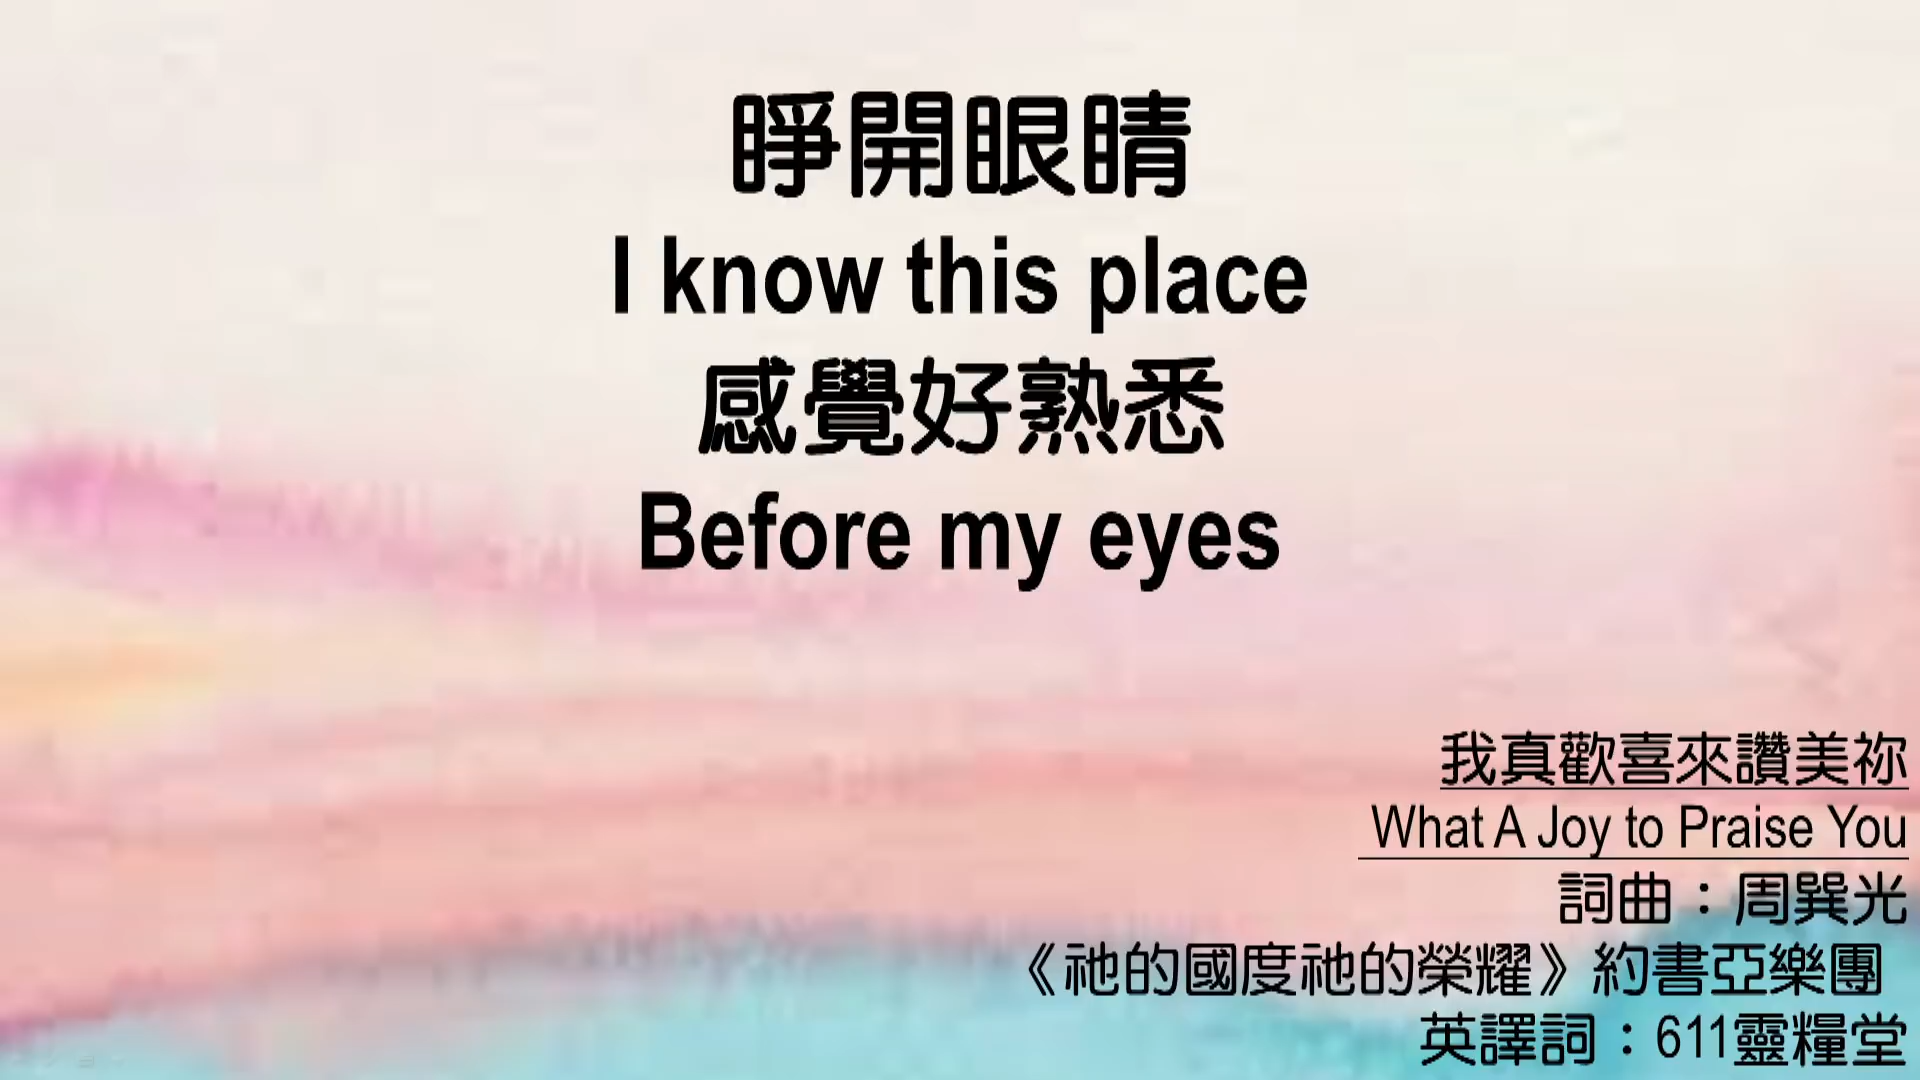 睜開眼睛
I know this place
感覺好熟悉
Before my eyes
我真歡喜來讚美祢
What A Joy to Praise You
詞曲：周巽光
《祂的國度祂的榮耀》約書亞樂團
英譯詞：611靈糧堂